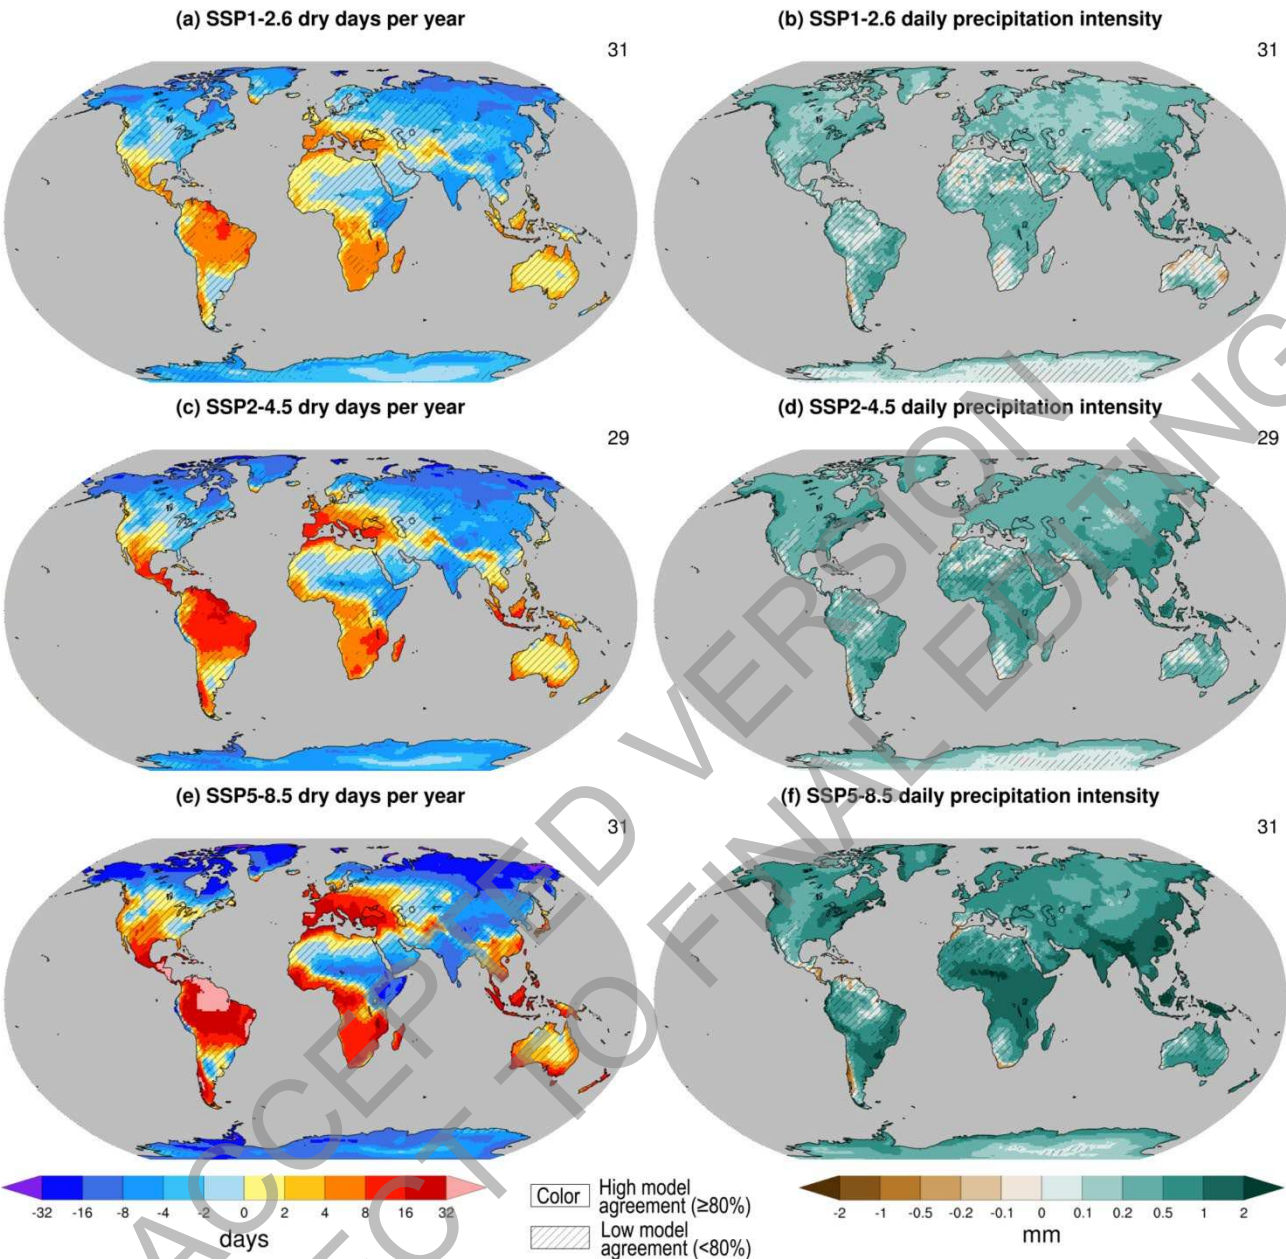 (a) SSP1-2.6 dry days per year
(b) SSP1-2.6 daily precipitation intensity
31
31
(c) SSP2-4.5 dry days per year
(d) SSP2-4.5 daily precipitation intensity
29
29
(e) SSP5-8.5 dry days per year
(f) SSP5-8.5 daily precipitation intensity
31
31
-32 -16 -8 -4 -2 0 2 4 8 16 32
days
Color
High model
agreement (≥80%)
Low model
agreement (<80%)
-2 -1 -0.5 -0.2 -0.1 0 0.1 0.2 0.5 1 2
mm
ACCEPTED VERSION
SUBJECT TO FINAL EDITING